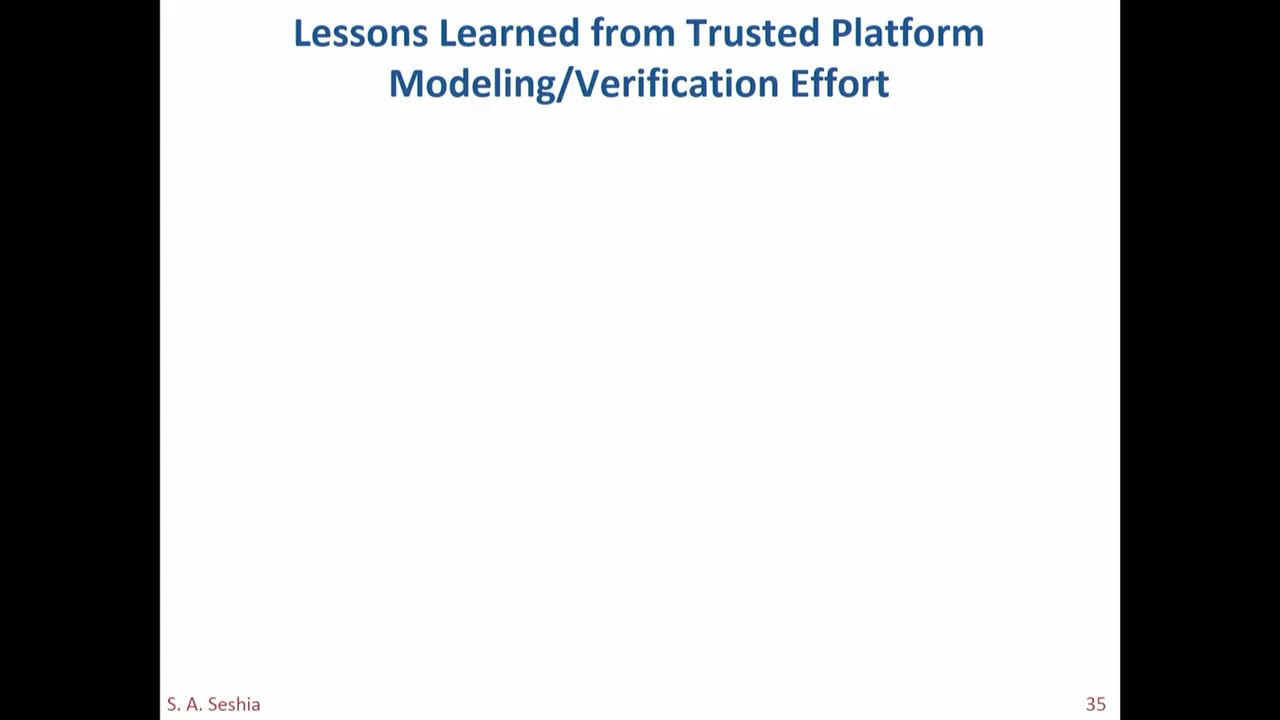 Lessons Learned from Trusted Platform
Modeling/Verification Effort
S. A. Seshia
35